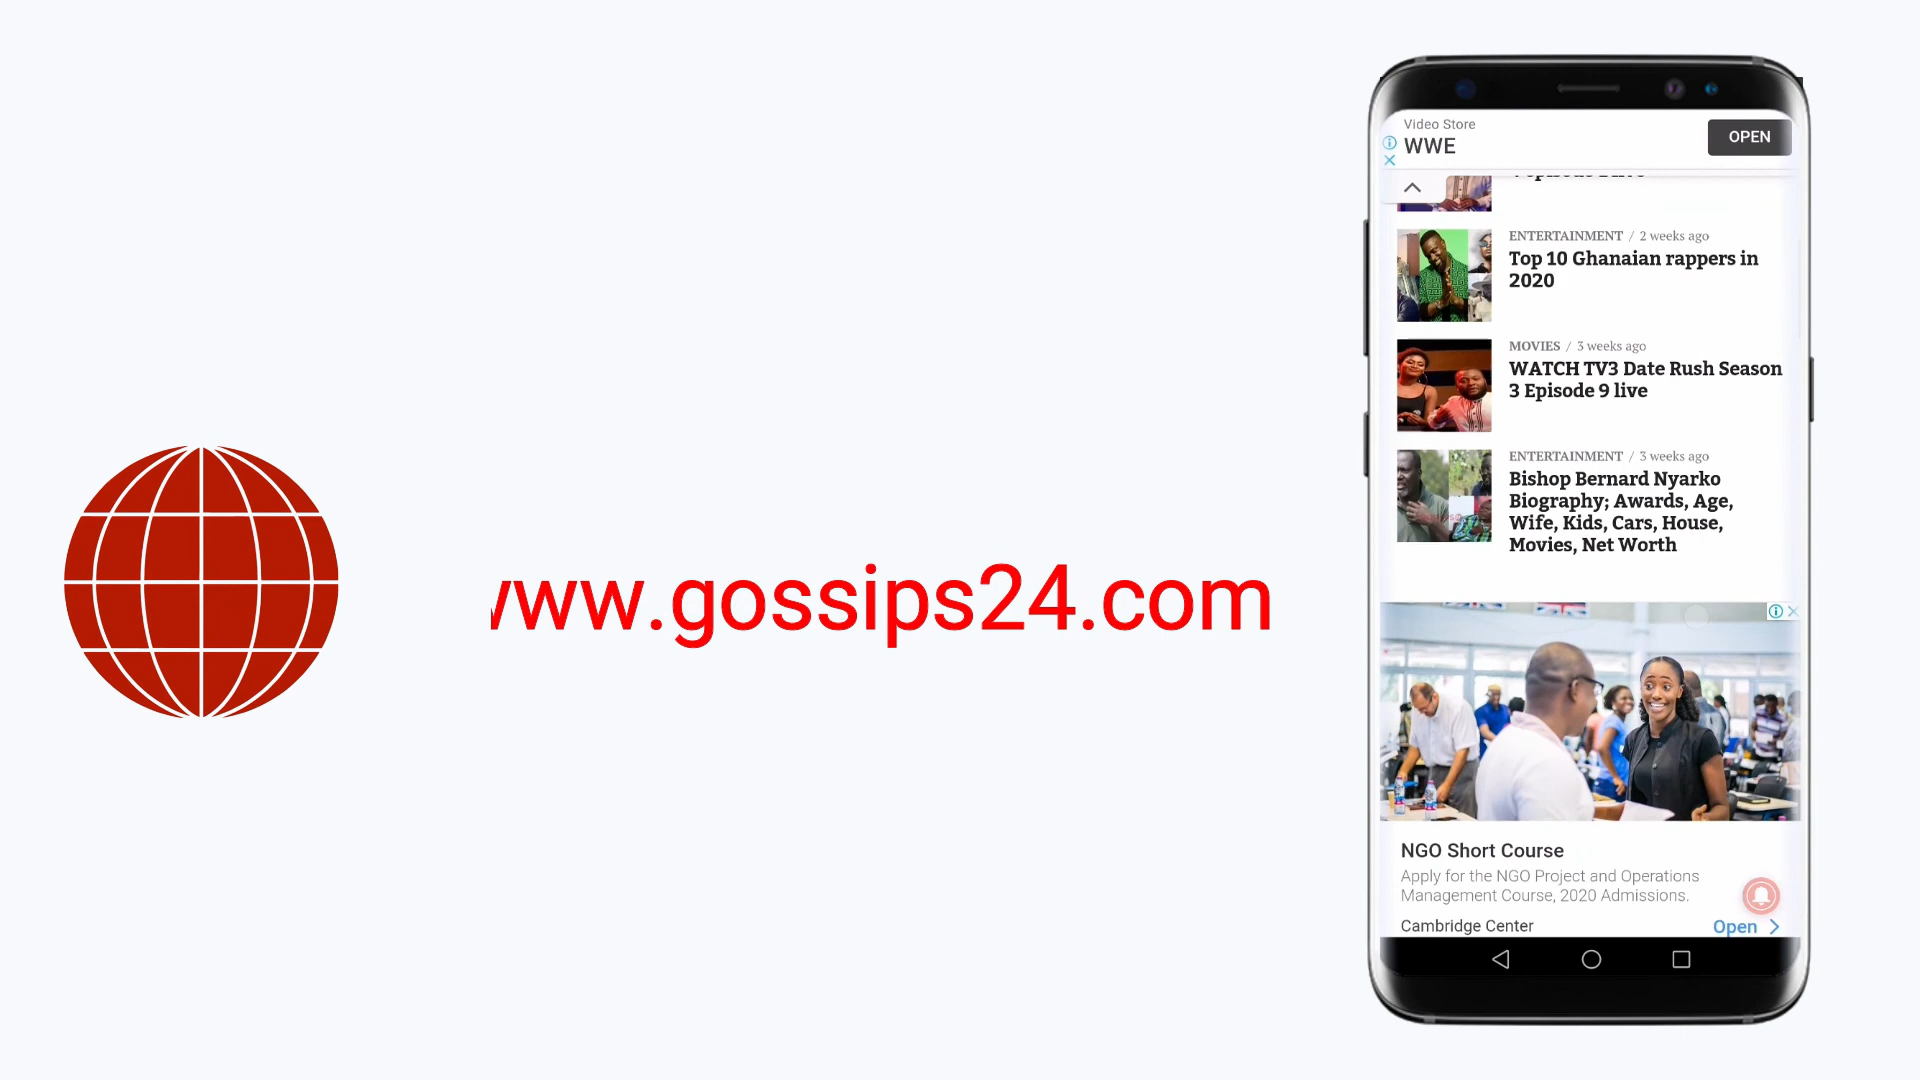 www.gossips24.com
Video Store
WWE
OPEN
ENTERTAINMENT / 2 weeks ago
Top 10 Ghanaian rappers in
2020
MOVIES / 3 weeks ago
WATCH TV3 Date Rush Season
3 Episode 9 live
ENTERTAINMENT / 3 weeks ago
Bishop Bernard Nyarko
Biography; Awards, Age,
Wife, Kids, Cars, House,
Movies, Net Worth
NGO Short Course
Apply for the NGO Project and Operations
Management Course, 2020 Admissions.
Cambridge Center
Open